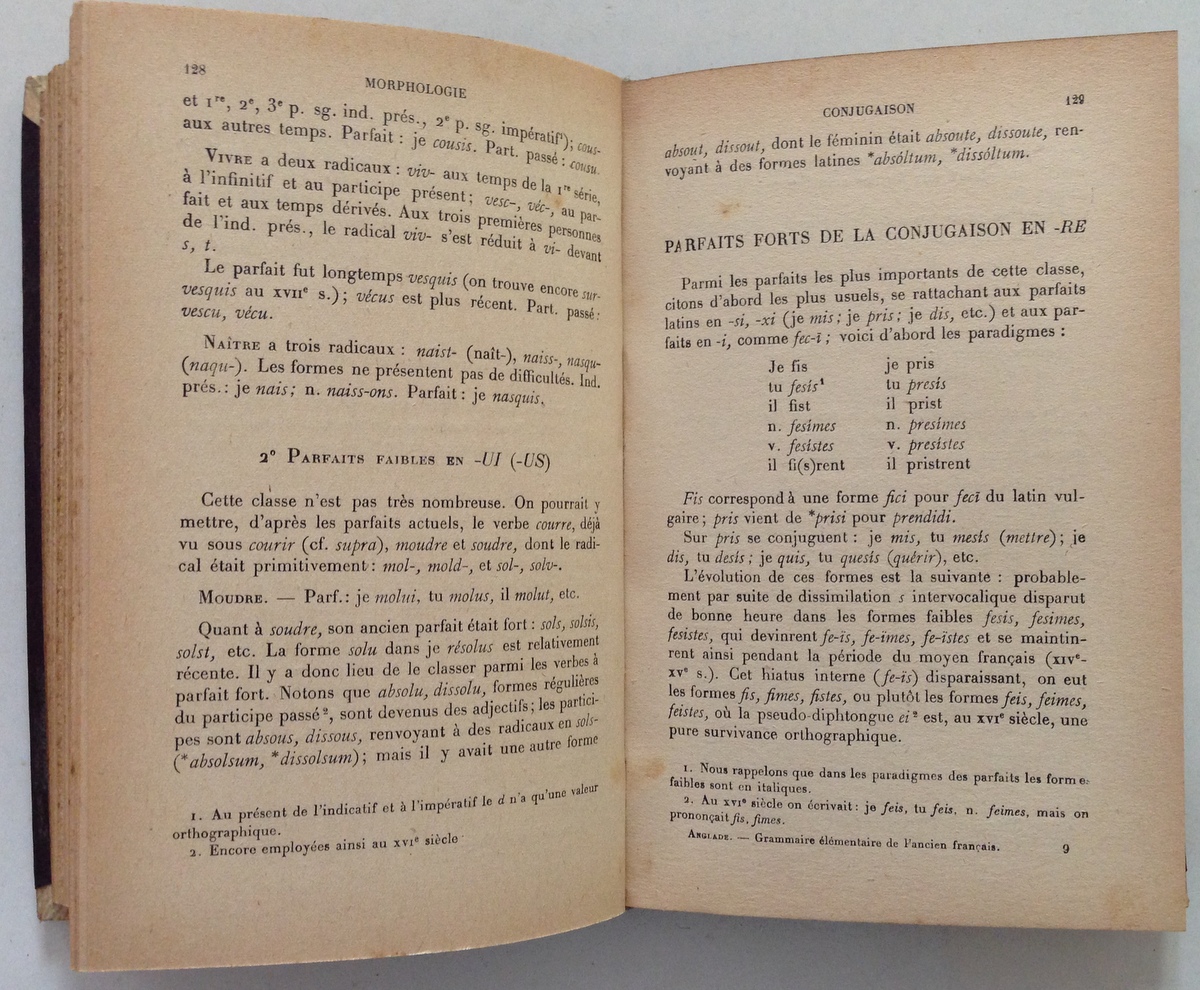 128
MORPHOLOGIE
et 1re, 2e, 3e p. sg. ind. prés., 2e p. sg. impératif¹); cous-
aux autres temps. Parfait : je cousis. Part. passé : cousu.
VIVRE a deux radicaux : viv- aux temps de la 1re série,
à l'infinitif et au participe présent; vesc-, véc-, au par-
fait et aux temps dérivés. Aux trois premières personnes
de l'ind. prés., le radical viv- s'est réduit à vi- devant
s, t.
Le parfait fut longtemps vesquis (on trouve encore sur-
vesquis au XVIIe s.); vécus est plus récent. Part. passé :
vescu, vécu.
NAÎTRE a trois radicaux : naist- (naît-), naiss-, nasqu-
(naqu-). Les formes ne présentent pas de difficultés. Ind.
prés. : je nais; n. naiss-ons. Parfait : je nasquis.
2° PARFAITS FAIBLES EN -UI (-US)
Cette classe n'est pas très nombreuse. On pourrait y
mettre, d'après les parfaits actuels, le verbe courre, déjà
vu sous courir (cf. supra), moudre et soudre, dont le radi-
cal était primitivement : mol-, mold-, et sol-, solv-.
MOUDRE. — Parf. : je molui, tu molus, il molut, etc.
Quant à soudre, son ancien parfait était fort : sols, solsis,
solst, etc. La forme solu dans je résolus est relativement
récente. Il y a donc lieu de le classer parmi les verbes à
parfait fort. Notons que absolu, dissolu, formes régulières
du participe passé², sont devenus des adjectifs; les partici-
pes sont absous, dissous, renvoyant à des radicaux en sols-
(*absolsum, *dissolsum); mais il y avait une autre forme
1. Au présent de l'indicatif et à l'impératif le d n'a qu'une valeur
orthographique.
2. Encore employées ainsi au XVIe siècle
CONJUGAISON
129
absout, dissout, dont le féminin était absoute, dissoute, ren-
voyant à des formes latines *absóltum, *dissóltum.
PARFAITS FORTS DE LA CONJUGAISON EN -RE
Parmi les parfaits les plus importants de cette classe,
citons d'abord les plus usuels, se rattachant aux parfaits
latins en -si, -xi (je mis; je pris; je dis, etc.) et aux par-
faits en -i, comme fec-ī; voici d'abord les paradigmes :
Je fis je pris
tu fesis¹ tu presis
il fist il prist
n. fesimes n. presimes
v. fesistes v. presistes
il fi(s)rent il pristrent
Fis correspond à une forme fici pour fecī du latin vul-
gaire; pris vient de *prisi pour prendidi.
Sur pris se conjuguent : je mis, tu mesis (mettre); je
dis, tu desis; je quis, tu quesis (quérir), etc.
L'évolution de ces formes est la suivante : probable-
ment par suite de dissimilation s intervocalique disparut
de bonne heure dans les formes faibles fesis, fesimes,
fesistes, qui devinrent fe-ïs, fe-ïmes, fe-ïstes et se maintin-
rent ainsi pendant la période du moyen français (XIVe-
XVe s.). Cet hiatus interne (fe-ïs) disparaissant, on eut
les formes fis, fimes, fistes, ou plutôt les formes feis, feimes,
feistes, où la pseudo-diphtongue ei² est, au XVIe siècle, une
pure survivance orthographique.
1. Nous rappelons que dans les paradigmes des parfaits les formes
faibles sont en italiques.
2. Au XVIe siècle on écrivait : je feis, tu feis, n. feimes, mais on
prononçait fis, fimes.
ANGLADE. — Grammaire élémentaire de l'ancien français. 9